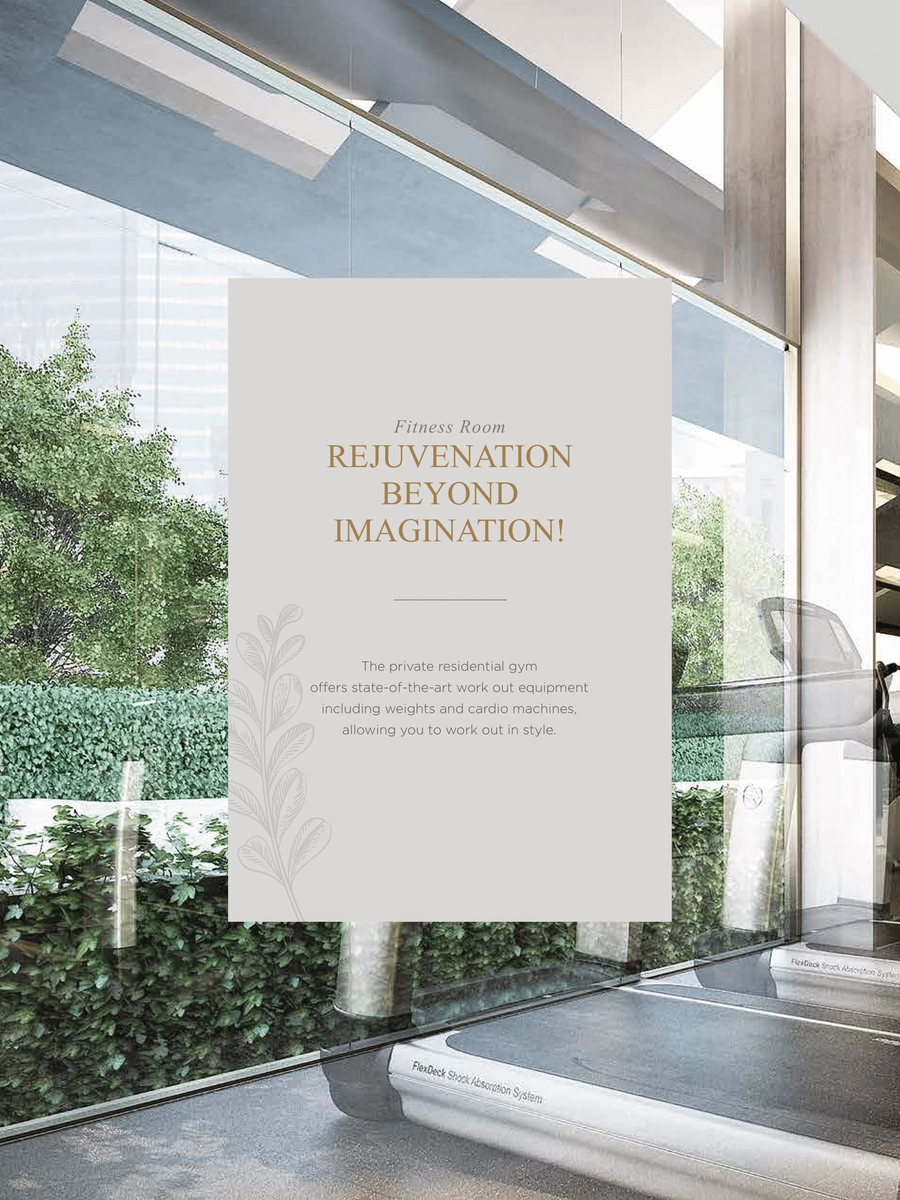 Fitness Room
REJUVENATION
BEYOND
IMAGINATION!
The private residential gym
offers state-of-the-art work out equipment
including weights and cardio machines,
allowing you to work out in style.
FlexDeck Shock Absorption System
FlexDeck Shock Absorption System